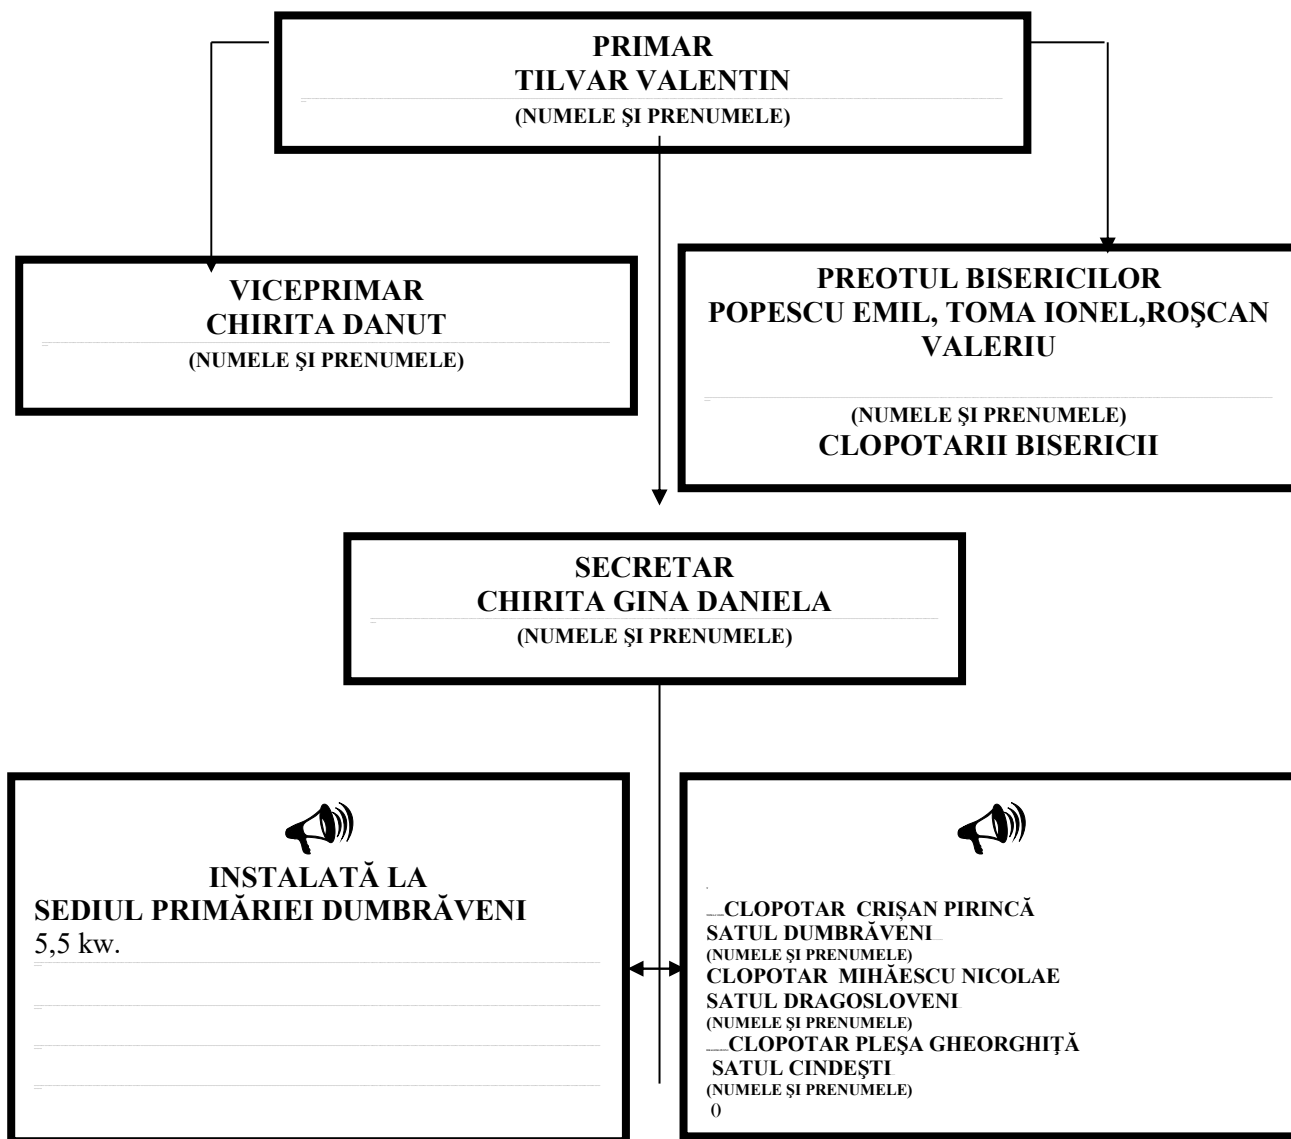 PRIMAR
TILVAR VALENTIN
(NUMELE ŞI PRENUMELE)
VICEPRIMAR
CHIRITA DANUT
(NUMELE ŞI PRENUMELE)
PREOTUL BISERICILOR
POPESCU EMIL, TOMA IONEL,ROŞCAN
VALERIU
(NUMELE ŞI PRENUMELE)
CLOPOTARII BISERICII
SECRETAR
CHIRITA GINA DANIELA
(NUMELE ŞI PRENUMELE)
INSTALATĂ LA
SEDIUL PRIMĂRIEI DUMBRĂVENI
5,5 kw.
CLOPOTAR CRIȘAN PIRINCĂ
SATUL DUMBRĂVENI
(NUMELE ŞI PRENUMELE)
CLOPOTAR MIHĂESCU NICOLAE
SATUL DRAGOSLOVENI
(NUMELE ŞI PRENUMELE)
CLOPOTAR PLEŞA GHEORGHIŢĂ
SATUL CINDEŞTI
(NUMELE ŞI PRENUMELE)
()